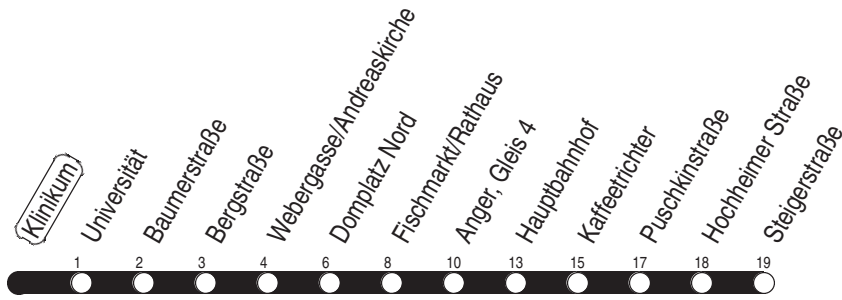 Klinikum
Universität
Baumerstraße
Bergstraße
Webergasse/Andreaskirche
Domplatz Nord
Fischmarkt/Rathaus
Anger, Gleis 4
Hauptbahnhof
Kaffeetrichter
Puschkinstraße
Hochheimer Straße
Steigerstraße
1 2 3 4 6 8 10 13 15 17 18 19